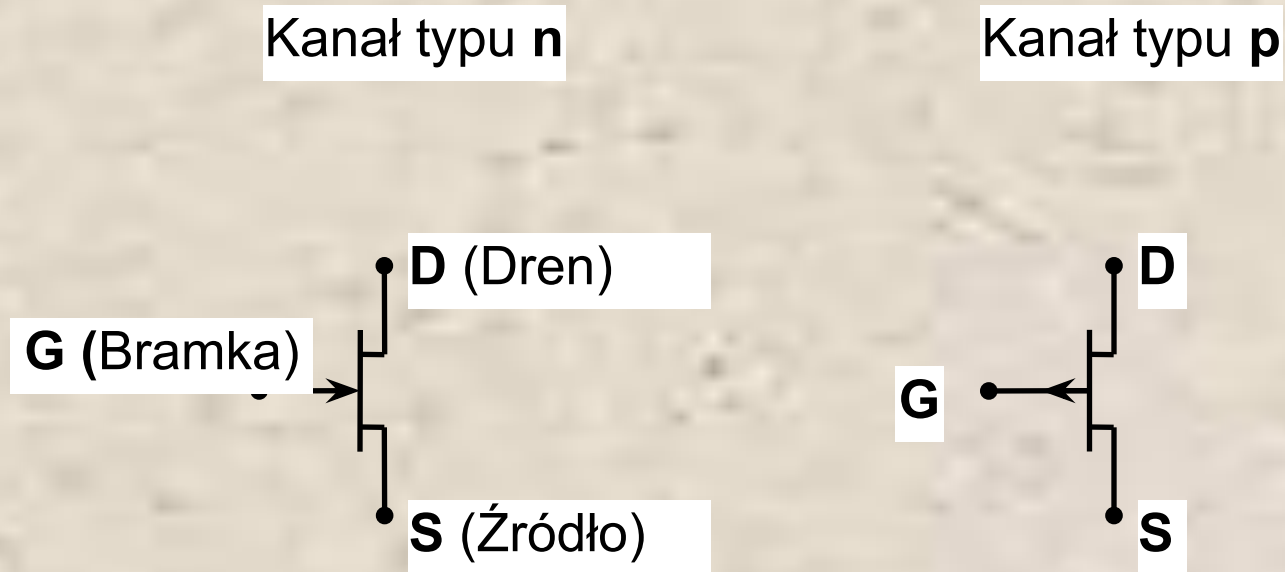 Kanał typu n
Kanał typu p
D (Dren)
D
G (Bramka)
G
S (Źródło)
S